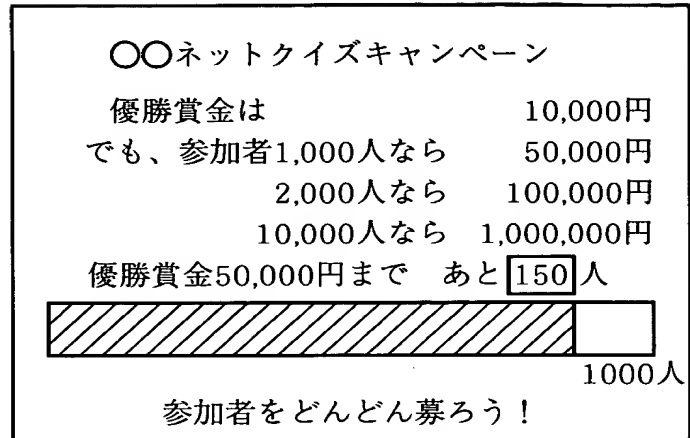 ○○ネットクイズキャンペーン
優勝賞金は 10,000円
でも、参加者1,000人なら 50,000円
2,000人なら 100,000円
10,000人なら 1,000,000円
優勝賞金50,000円まで あと150人
1000人
参加者をどんどん募ろう！